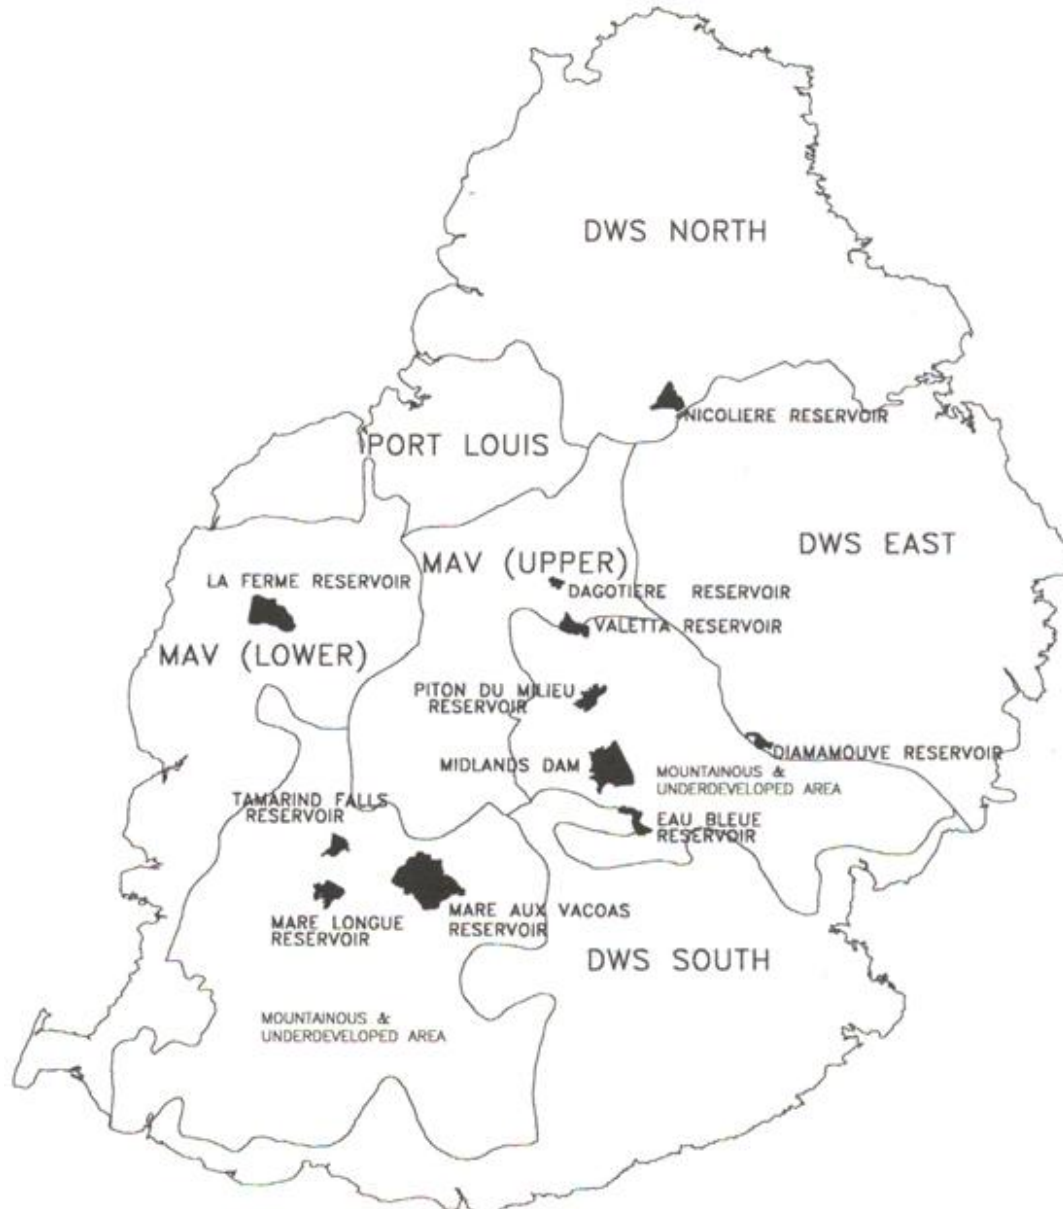 DWS NORTH
NICOLIERE RESERVOIR
PORT LOUIS
DWS EAST
MAV (UPPER)
LA FERME RESERVOIR
DAGOTIERE RESERVOIR
VALETTA RESERVOIR
MAV (LOWER)
PITON DU MILIEU
RESERVOIR
DIAMAMOUVE RESERVOIR
MIDLANDS DAM
MOUNTAINOUS &
UNDERDEVELOPED AREA
TAMARIND FALLS
RESERVOIR
EAU BLEUE
RESERVOIR
MARE LONGUE
RESERVOIR
MARE AUX VACOAS
RESERVOIR
DWS SOUTH
MOUNTAINOUS &
UNDERDEVELOPED AREA